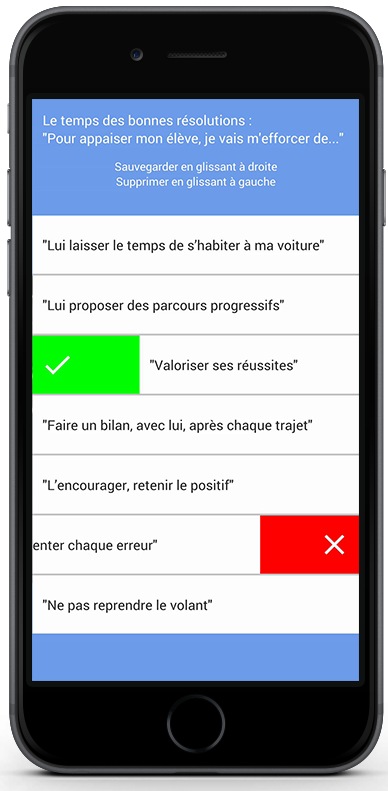 Le temps des bonnes résolutions :
"Pour appaiser mon élève, je vais m'efforcer de..."
Sauvegarder en glissant à droite
Supprimer en glissant à gauche
"Lui laisser le temps de s’habiter à ma voiture"
"Lui proposer des parcours progressifs"
"Valoriser ses réussites"
"Faire un bilan, avec lui, après chaque trajet"
"L’encourager, retenir le positif"
enter chaque erreur"
"Ne pas reprendre le volant"